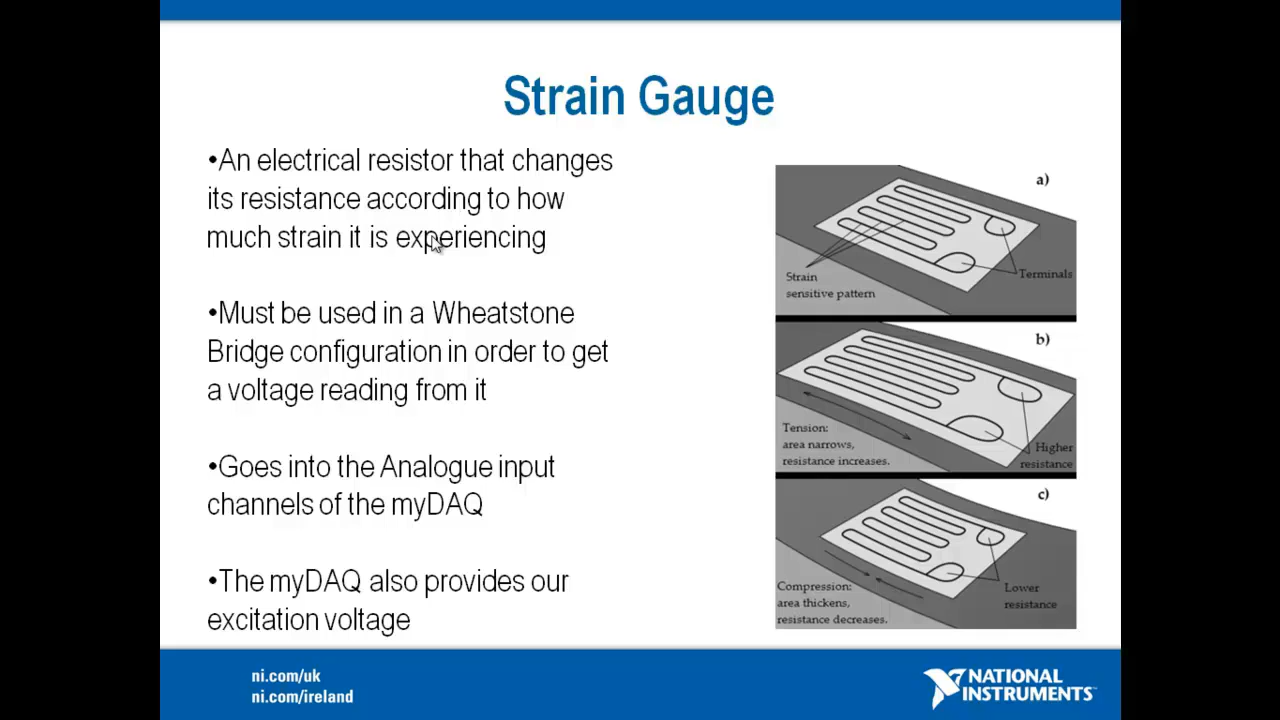 Strain Gauge
•An electrical resistor that changes
its resistance according to how
much strain it is experiencing
•Must be used in a Wheatstone
Bridge configuration in order to get
a voltage reading from it
•Goes into the Analogue input
channels of the myDAQ
•The myDAQ also provides our
excitation voltage
a)
Strain
sensitive pattern
Terminals
b)
Tension:
area narrows,
resistance increases.
Higher
resistance
c)
Compression:
area thickens,
resistance decreases.
Lower
resistance
ni.com/uk
ni.com/ireland
NATIONAL
INSTRUMENTS